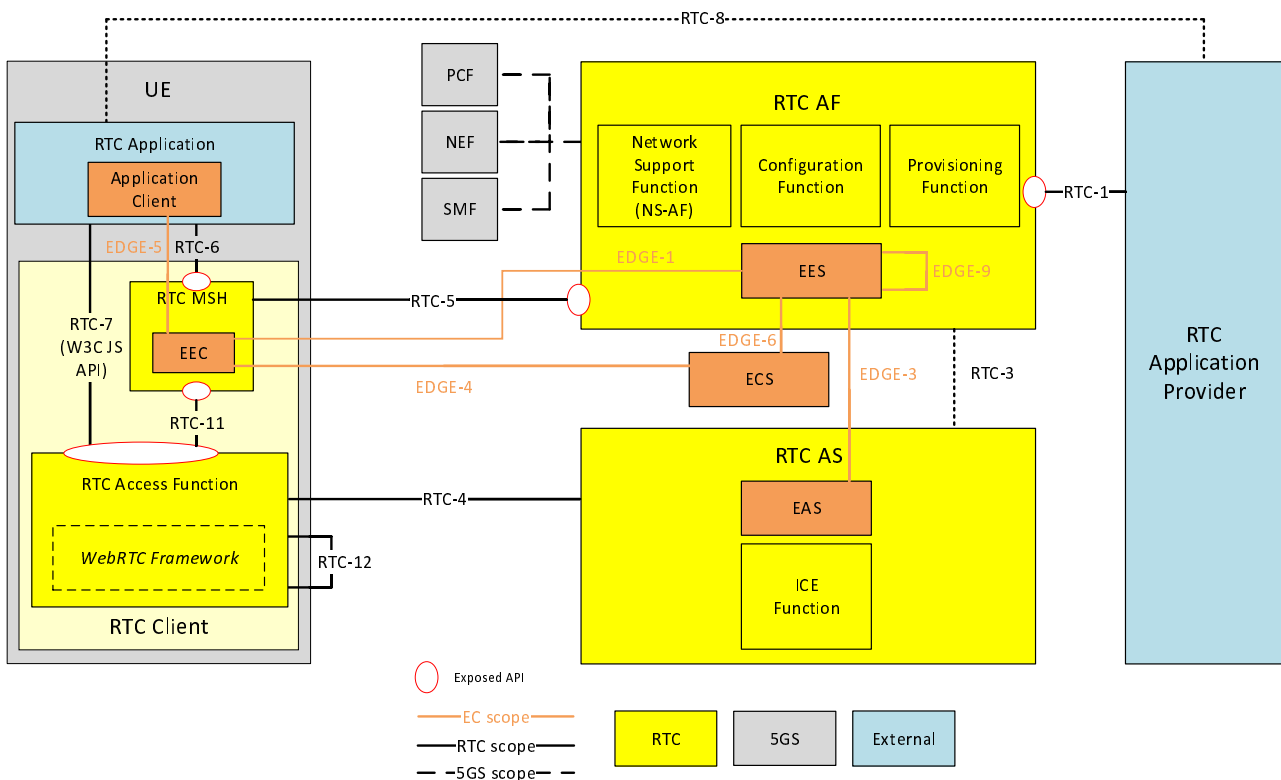 RTC-8
UE
RTC Application
Application
Client
EDGE-5
RTC-6
RTC-7
(W3C JS
API)
RTC MSH
EEC
RTC-11
RTC Access Function
WebRTC Framework
RTC-12
RTC Client
PCF
NEF
SMF
RTC-5
EDGE-1
EDGE-4
RTC-4
RTC AF
Network
Support
Function
(NS-AF)
Configuration
Function
Provisioning
Function
EES
EDGE-9
EDGE-6
ECS
EDGE-3
RTC-3
RTC-1
RTC AS
EAS
ICE
Function
RTC
Application
Provider
Exposed API
EC scope
RTC scope
5GS scope
RTC
5GS
External